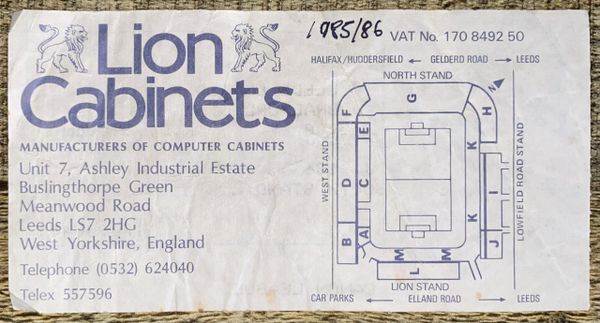 Lion
Cabinets
MANUFACTURERS OF COMPUTER CABINETS
Unit 7, Ashley Industrial Estate
Buslingthorpe Green
Meanwood Road
Leeds LS7 2HG
West Yorkshire, England
Telephone (0532) 624040
Telex 557596
1985/86
VAT No. 170 8492 50
HALIFAX/HUDDERSFIELD ← GELDERD ROAD → LEEDS
NORTH STAND
N
F G H
E K
WEST STAND
D C I
LOWFIELD ROAD STAND
K K
B A J
M M
L
LION STAND
CAR PARKS ← ELLAND ROAD → LEEDS